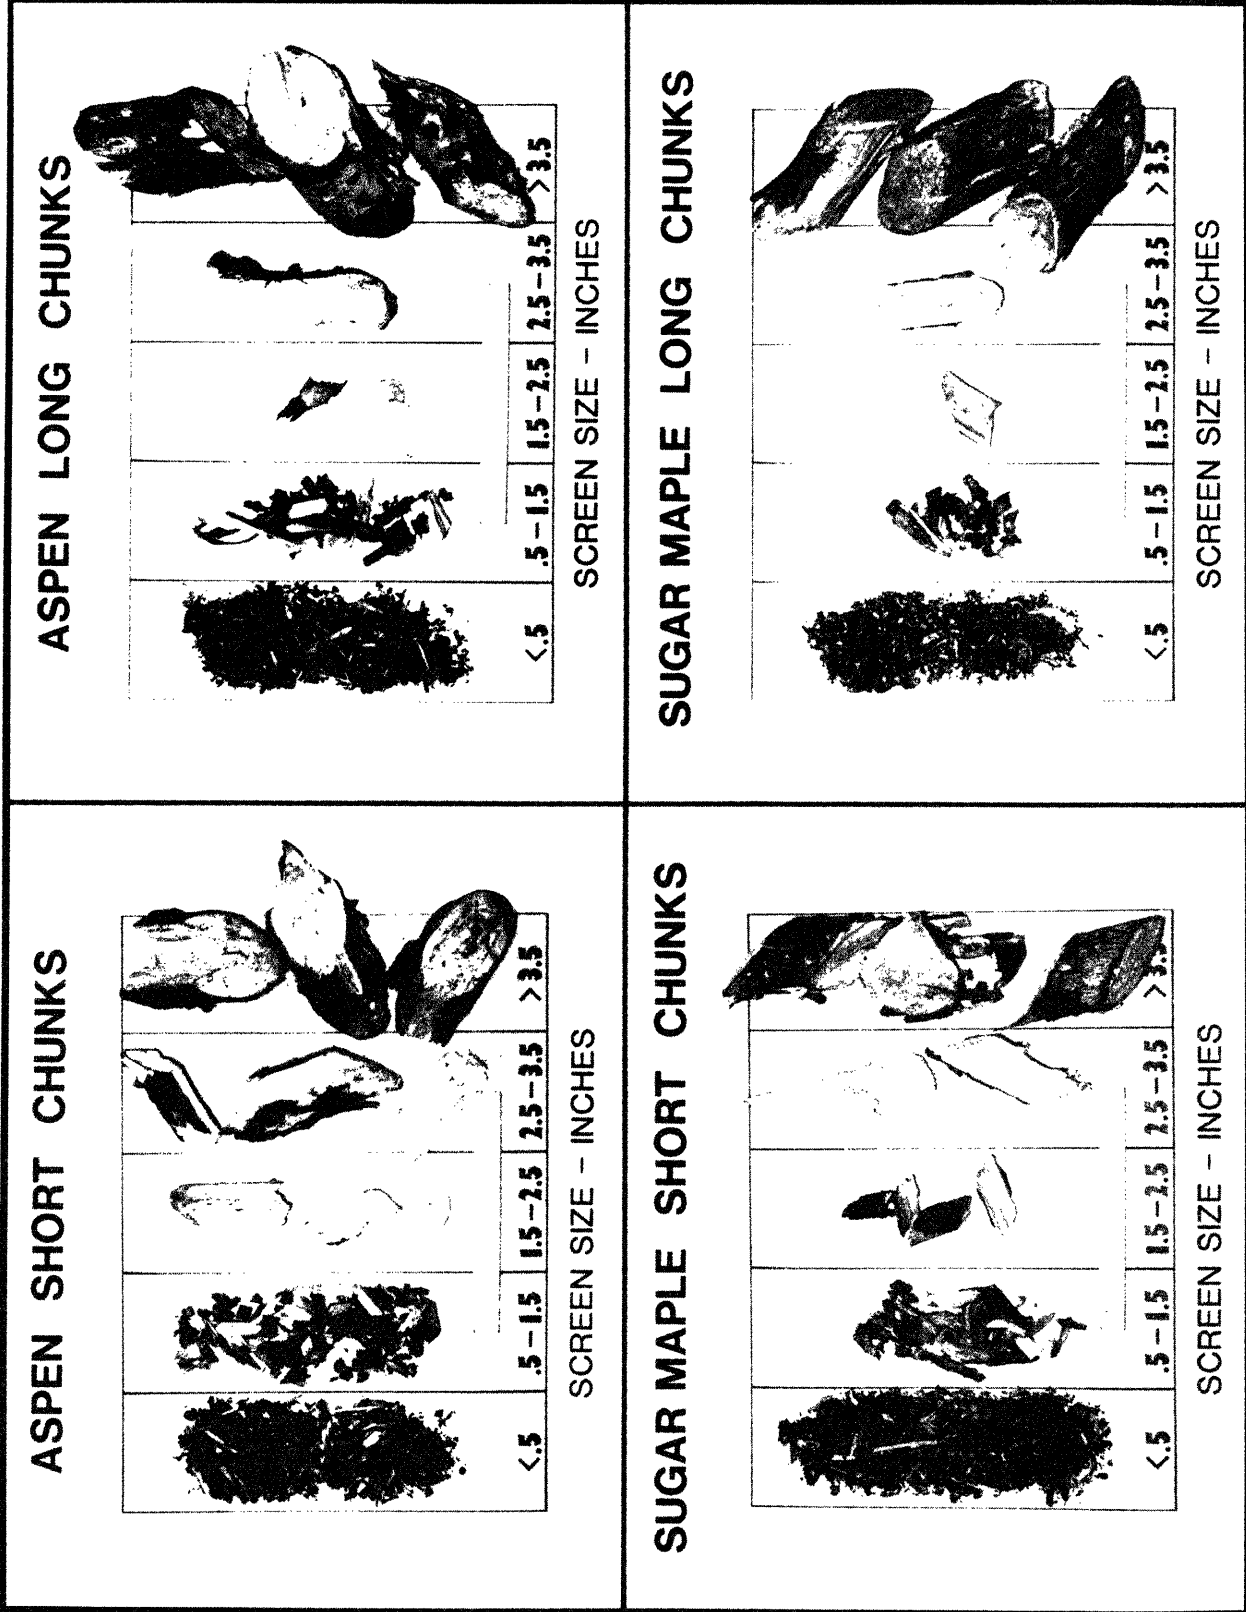 ASPEN SHORT CHUNKS
<.5 .5-1.5 1.5-2.5 2.5-3.5 >3.5
SCREEN SIZE - INCHES
ASPEN LONG CHUNKS
<.5 .5-1.5 1.5-2.5 2.5-3.5 >3.5
SCREEN SIZE - INCHES
SUGAR MAPLE SHORT CHUNKS
<.5 .5-1.5 1.5-2.5 2.5-3.5 >3.5
SCREEN SIZE - INCHES
SUGAR MAPLE LONG CHUNKS
<.5 .5-1.5 1.5-2.5 2.5-3.5 >3.5
SCREEN SIZE - INCHES